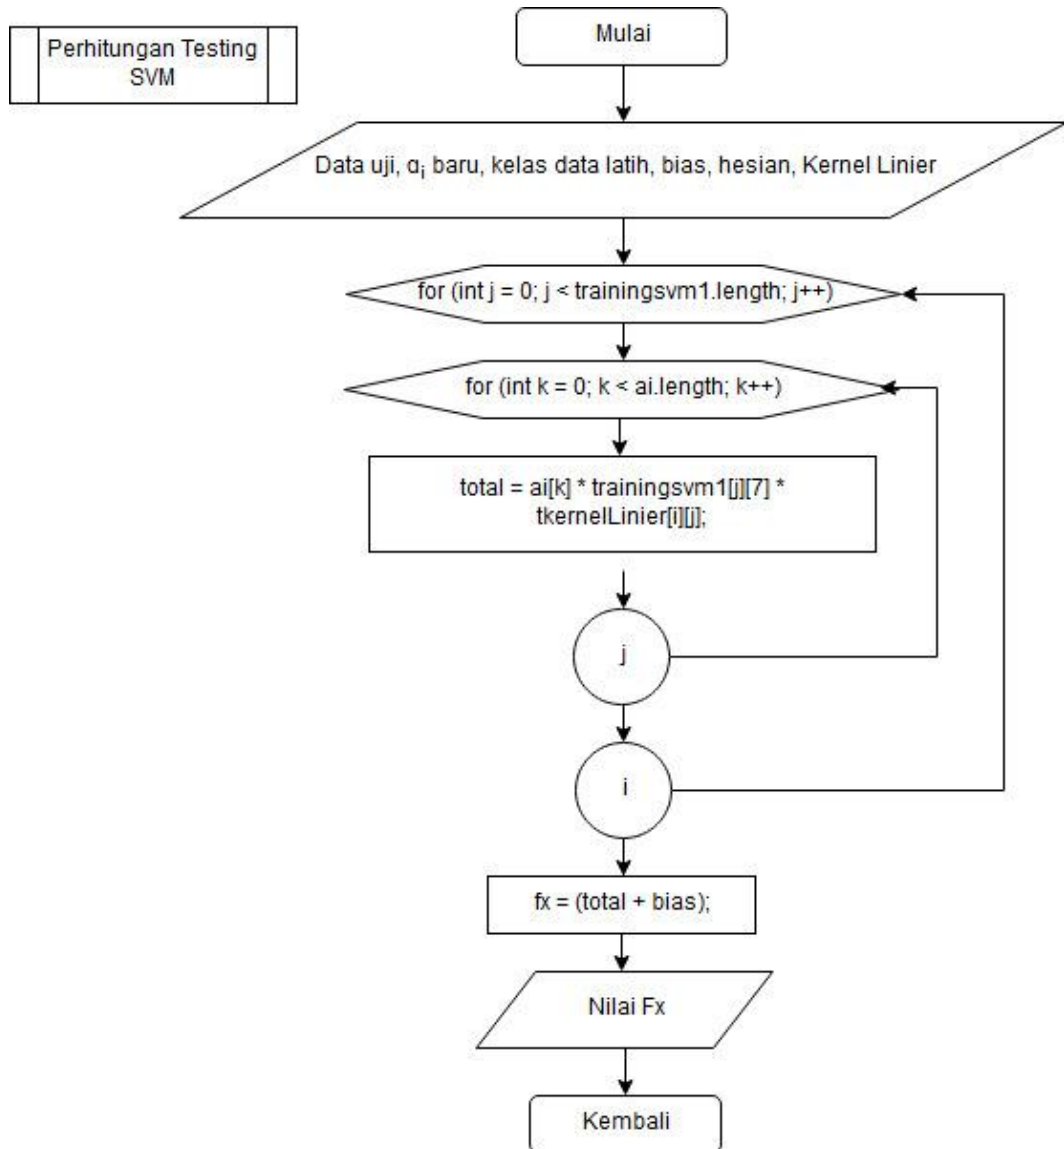 Perhitungan Testing
SVM
Mulai
Data uji, αᵢ baru, kelas data latih, bias, hesian, Kernel Linier
for (int j = 0; j < trainingsvm1.length; j++)
for (int k = 0; k < ai.length; k++)
total = ai[k] * trainingsvm1[j][7] *
tkernelLinier[i][j];
j
i
fx = (total + bias);
Nilai Fx
Kembali